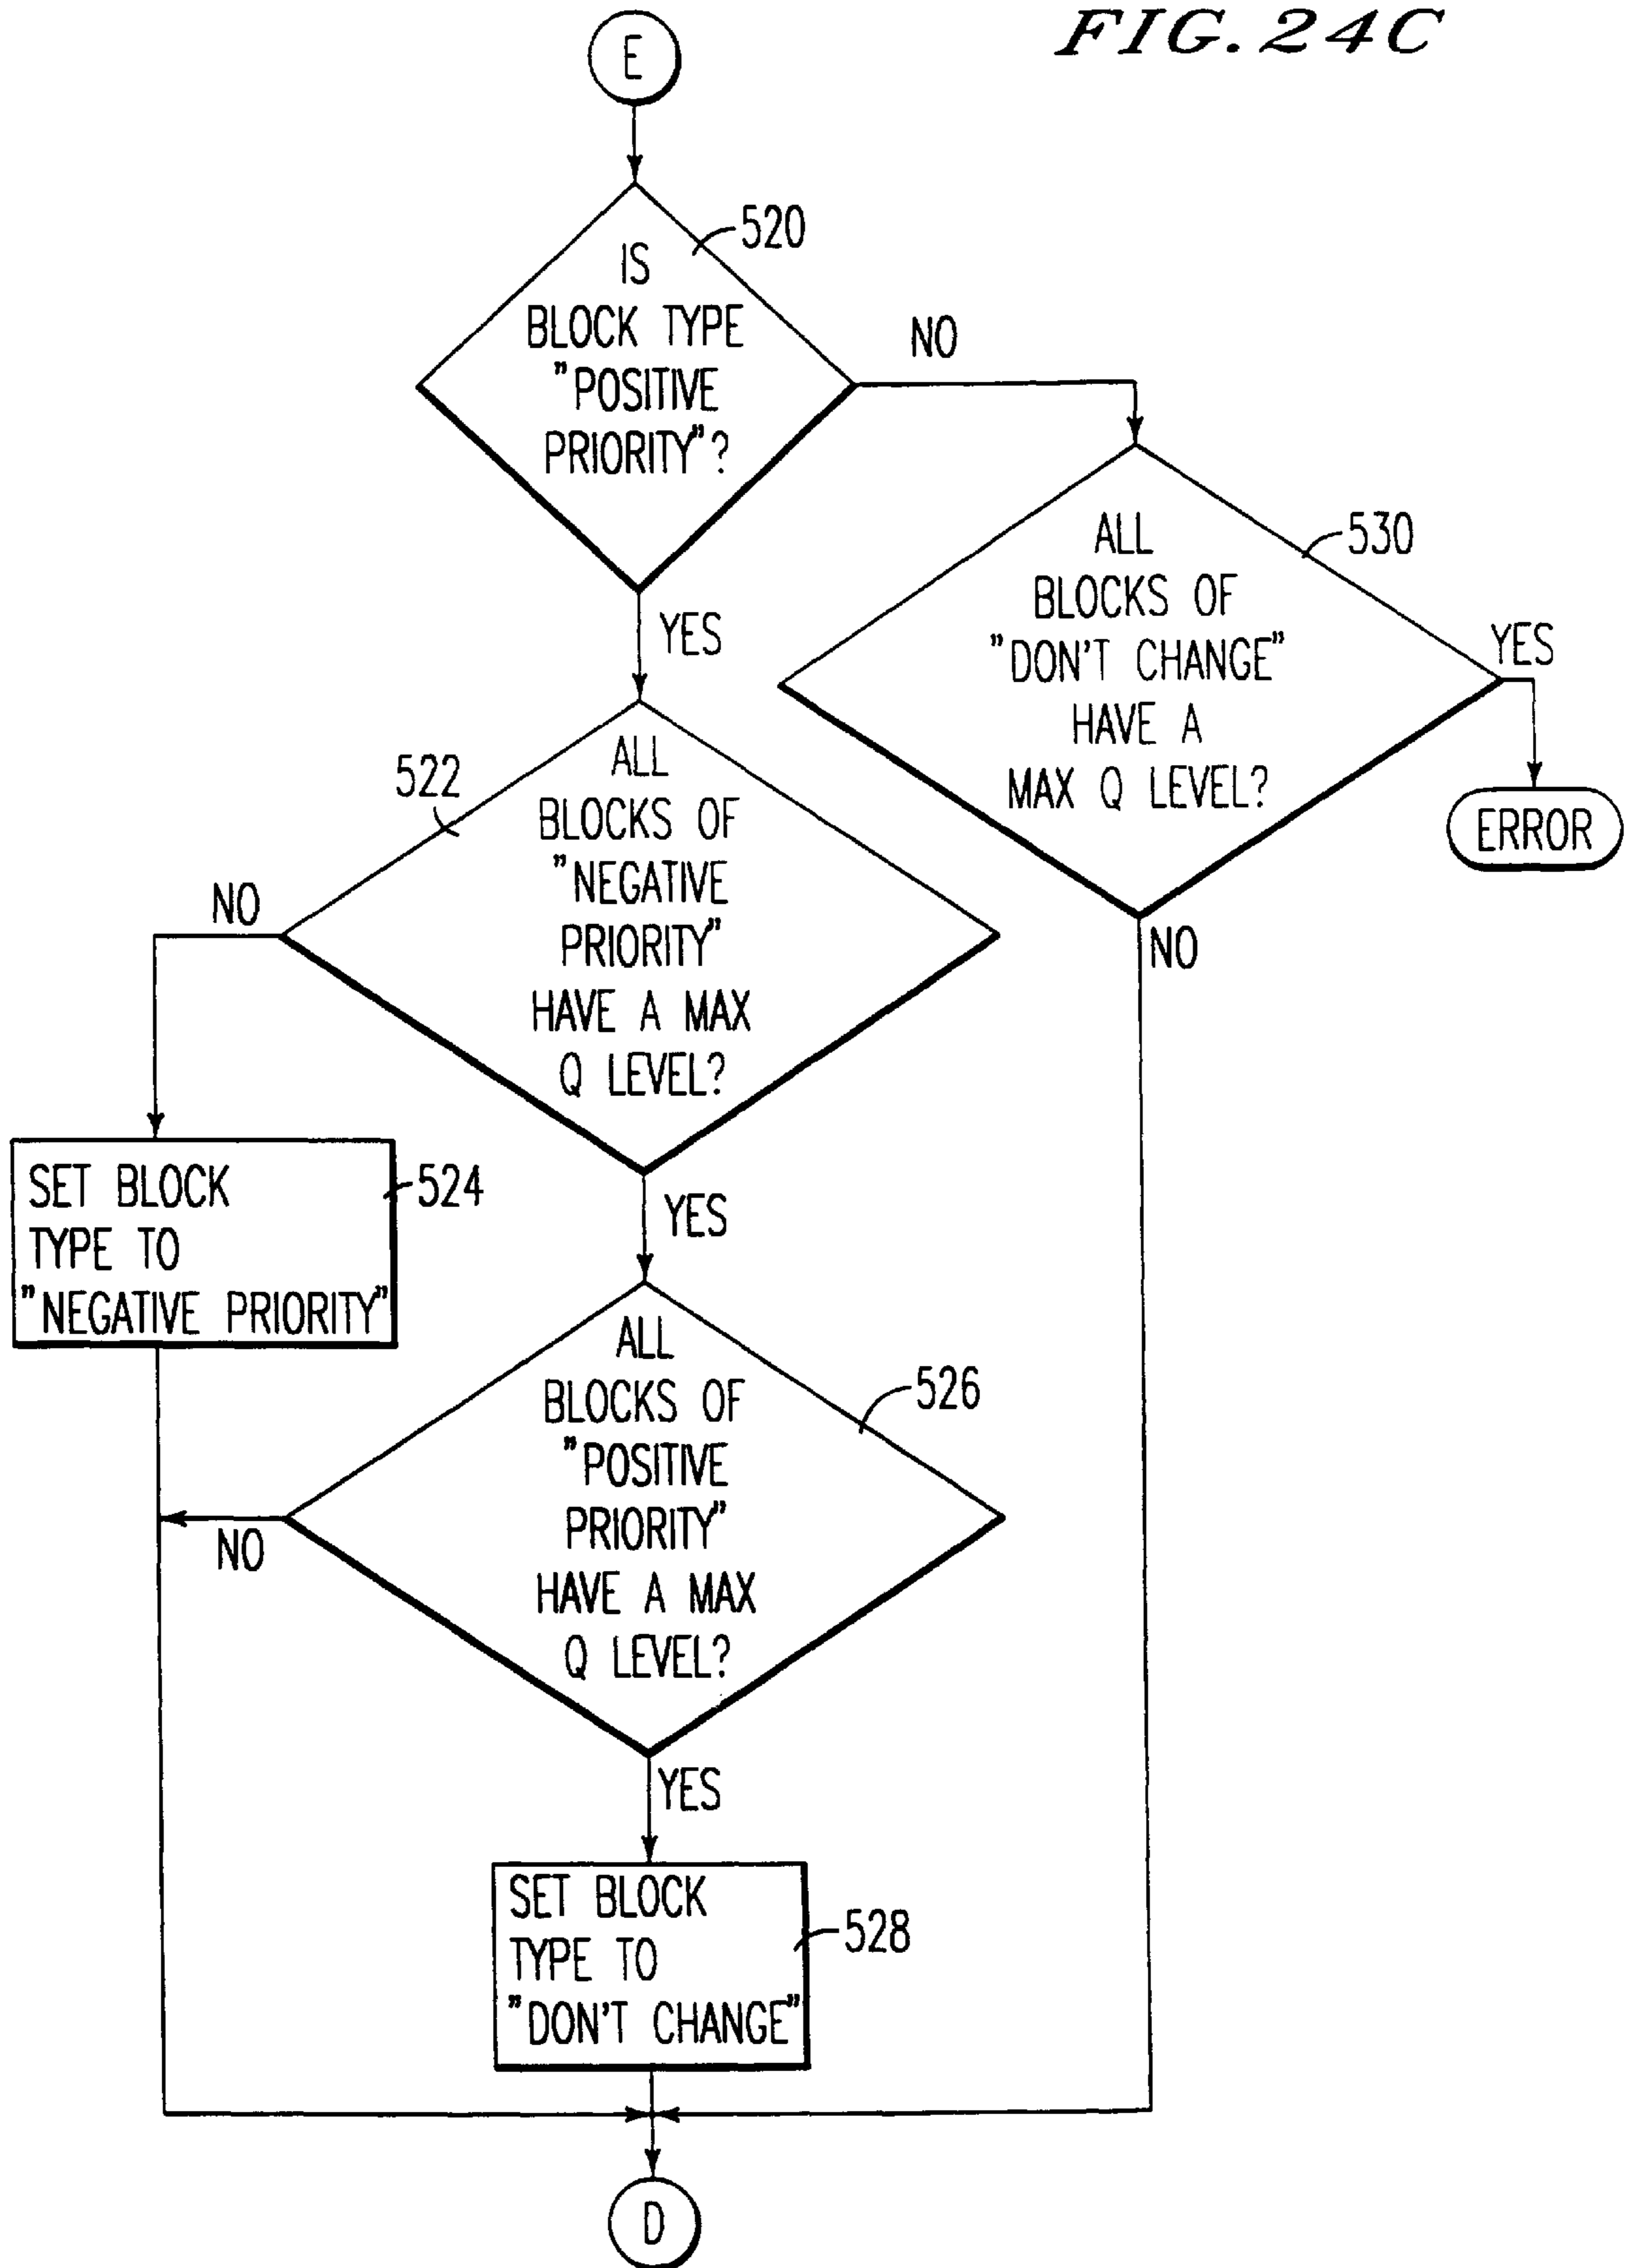 FIG. 24C
E
520
IS
BLOCK TYPE
"POSITIVE
PRIORITY"?
NO
YES
530
ALL
BLOCKS OF
"DON'T CHANGE"
HAVE A
MAX Q LEVEL?
YES
ERROR
NO
522
ALL
BLOCKS OF
"NEGATIVE
PRIORITY"
HAVE A MAX
Q LEVEL?
NO
YES
SET BLOCK
TYPE TO
"NEGATIVE PRIORITY"
524
526
ALL
BLOCKS OF
"POSITIVE
PRIORITY"
HAVE A MAX
Q LEVEL?
NO
YES
SET BLOCK
TYPE TO
"DON'T CHANGE"
528
D